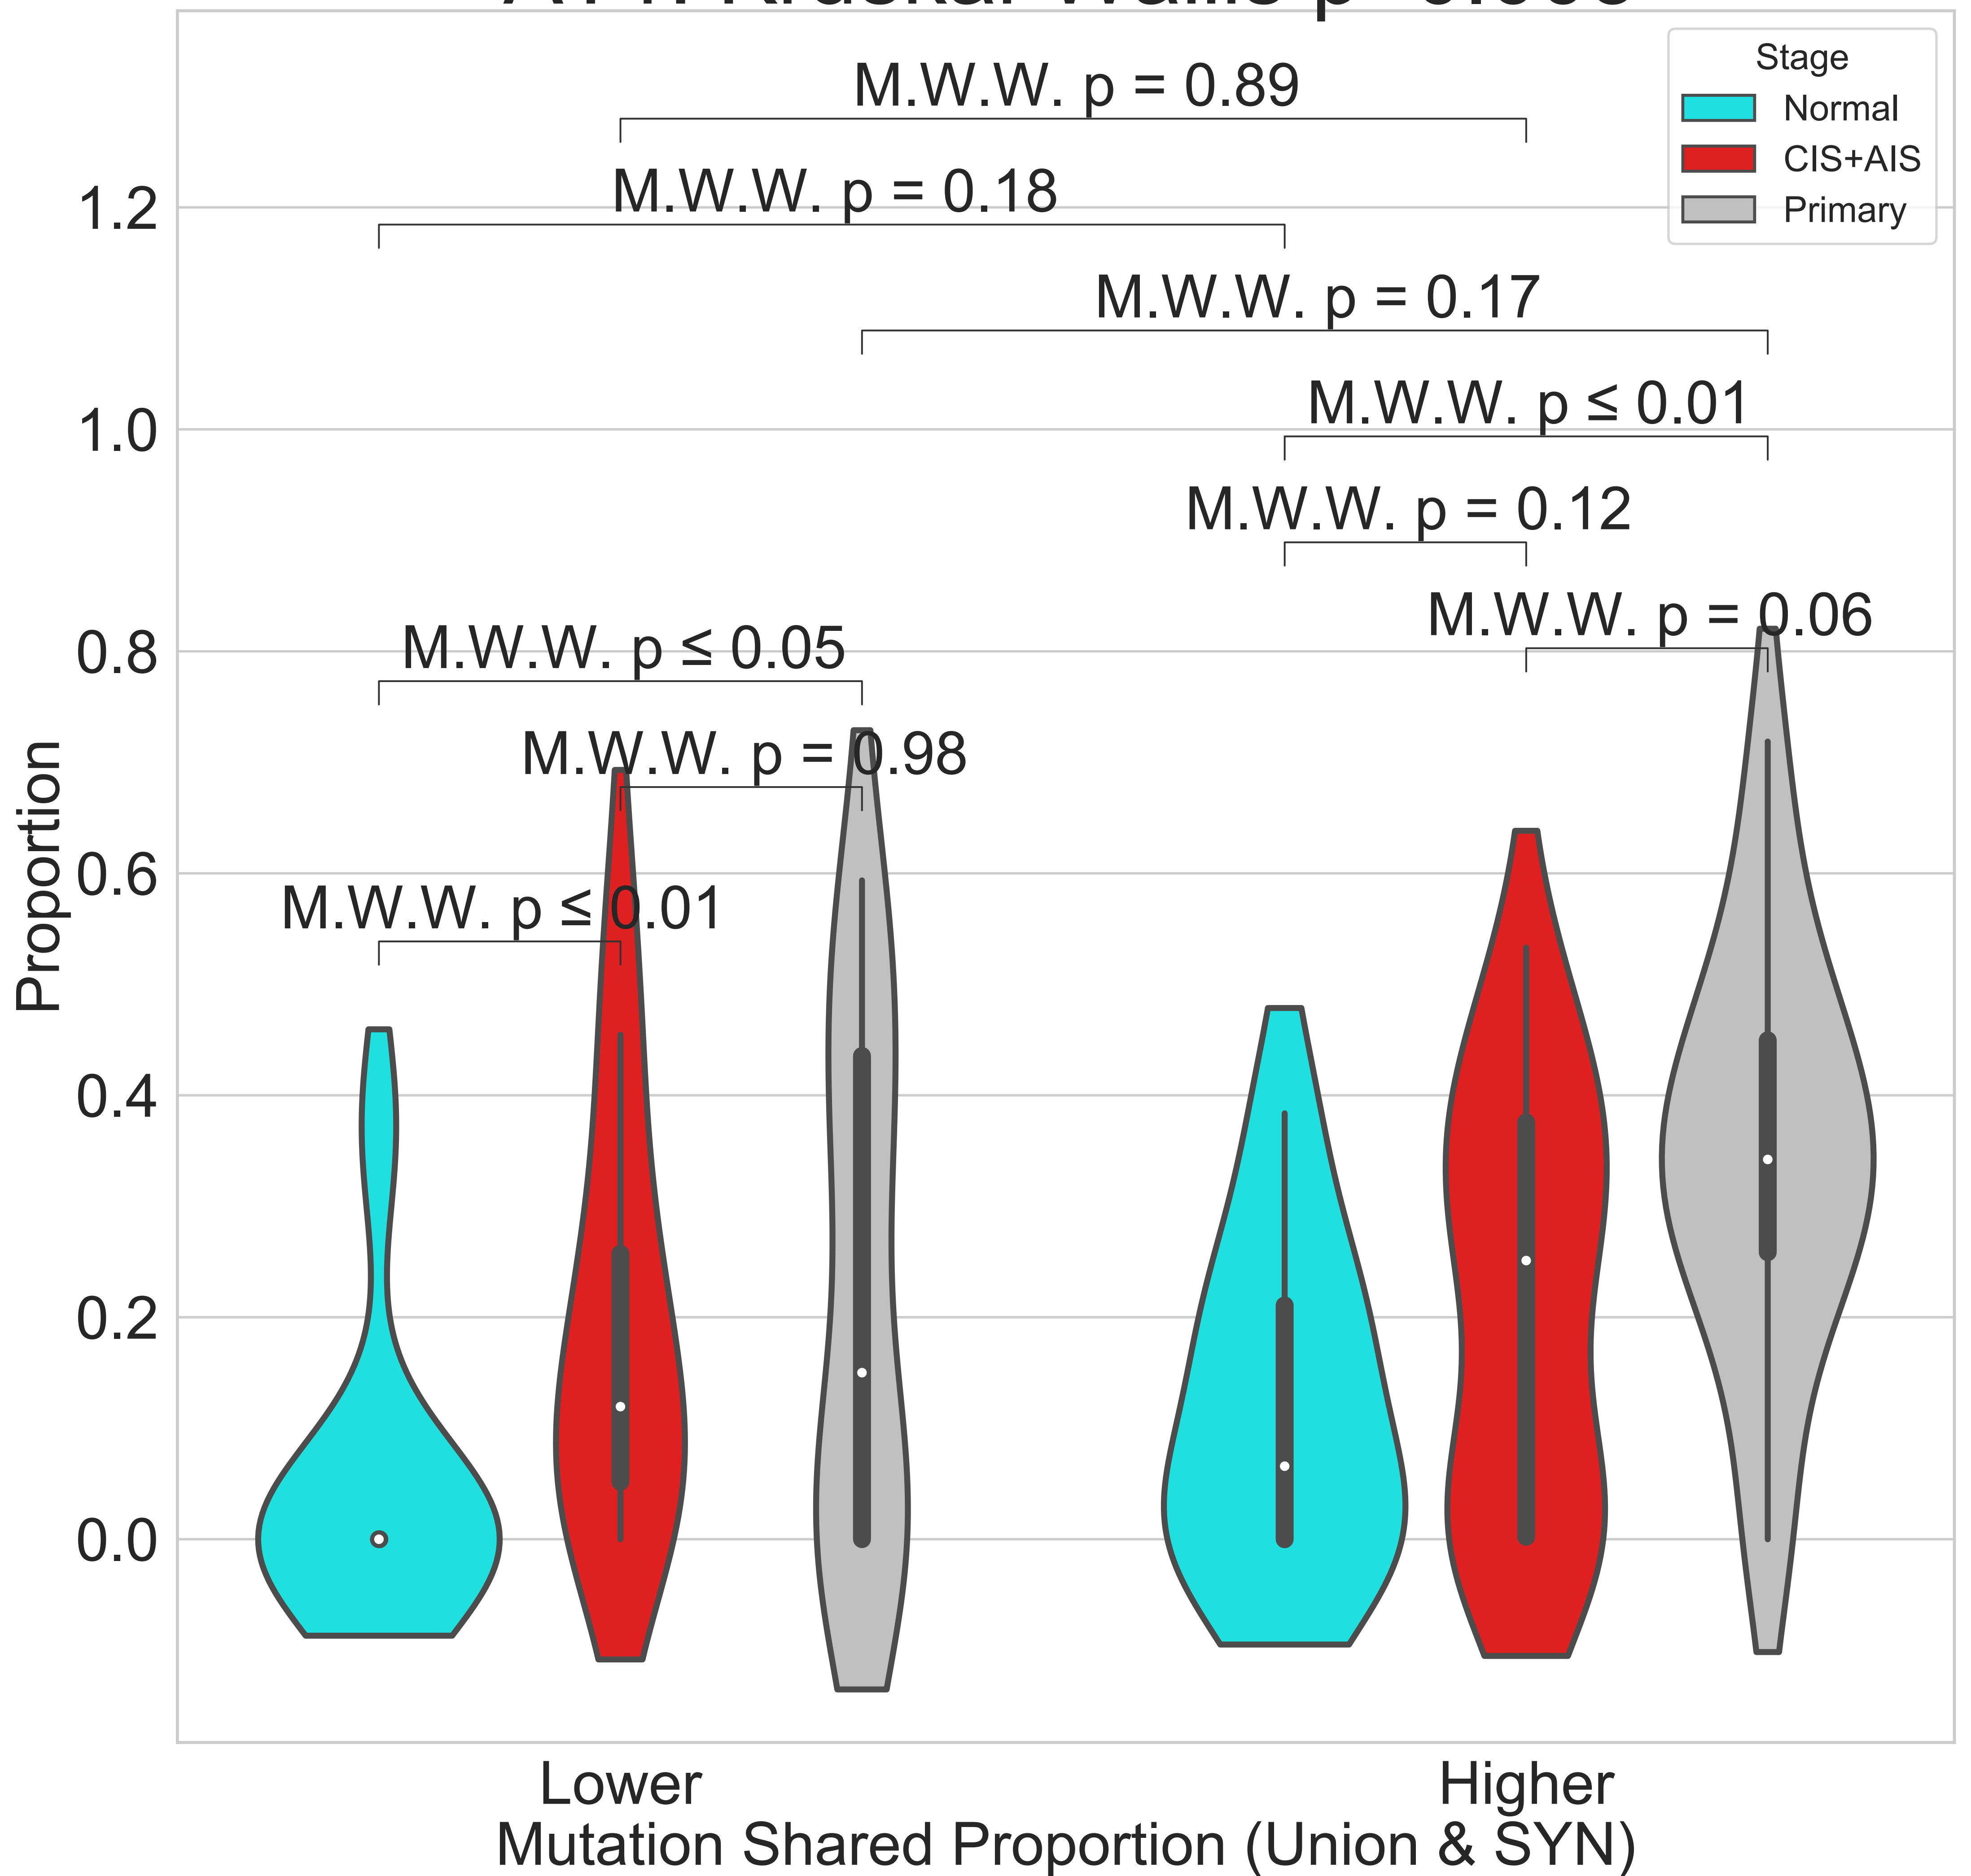 Stage
Normal
CIS+AIS
Primary
M.W.W. p = 0.89
M.W.W. p = 0.18
M.W.W. p = 0.17
M.W.W. p ≤ 0.01
M.W.W. p = 0.12
M.W.W. p = 0.06
M.W.W. p ≤ 0.05
M.W.W. p = 0.98
M.W.W. p ≤ 0.01
1.2
1.0
0.8
0.6
0.4
0.2
0.0
Proportion
Lower
Higher
Mutation Shared Proportion (Union & SYN)